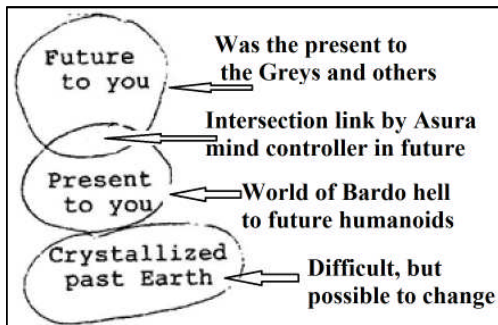 Future
to you
Was the present to
the Greys and others
Intersection link by Asura
mind controller in future
Present
to you
World of Bardo hell
to future humanoids
Crystallized
past Earth
Difficult, but
possible to change